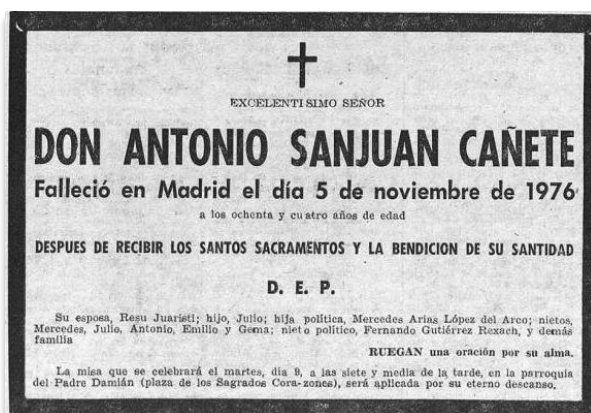 EXCELENTISIMO SEÑOR
DON ANTONIO SANJUAN CAÑETE
Falleció en Madrid el día 5 de noviembre de 1976
a los ochenta y cuatro años de edad
DESPUES DE RECIBIR LOS SANTOS SACRAMENTOS Y LA BENDICION DE SU SANTIDAD
D. E. P.
Su esposa, Resu Juaristi; hijo, Julio; hija política, Mercedes Arias López del Arco; nietos,
Mercedes, Julio, Antonio, Emilio y Gema; nieto político, Fernando Gutiérrez Rexach, y demás
familia
RUEGAN una oración por su alma.
La misa que se celebrará el martes, día 9, a las siete y media de la tarde, en la parroquia
del Padre Damián (plaza de los Sagrados Cora-zones), será aplicada por su eterno descanso.